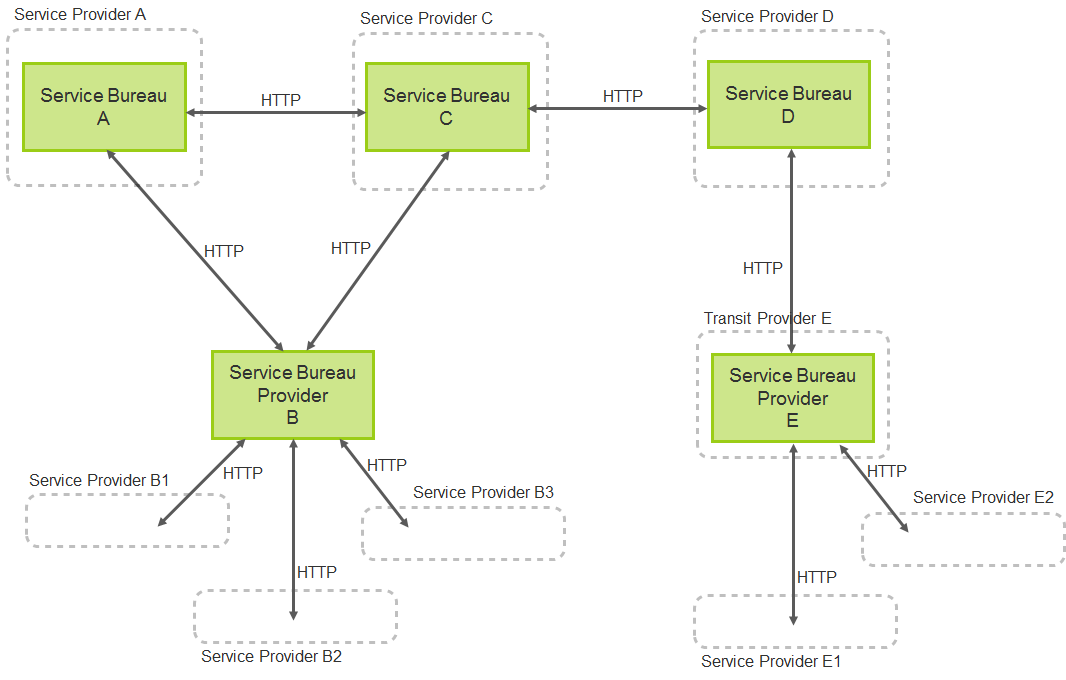 Service Provider A
Service Provider C
Service Provider D
Service Bureau
A
HTTP
Service Bureau
C
HTTP
Service Bureau
D
HTTP
HTTP
HTTP
Transit Provider E
Service Bureau
Provider
B
Service Bureau
Provider
E
HTTP
HTTP
HTTP
Service Provider B1
Service Provider B3
Service Provider E2
HTTP
HTTP
Service Provider B2
Service Provider E1